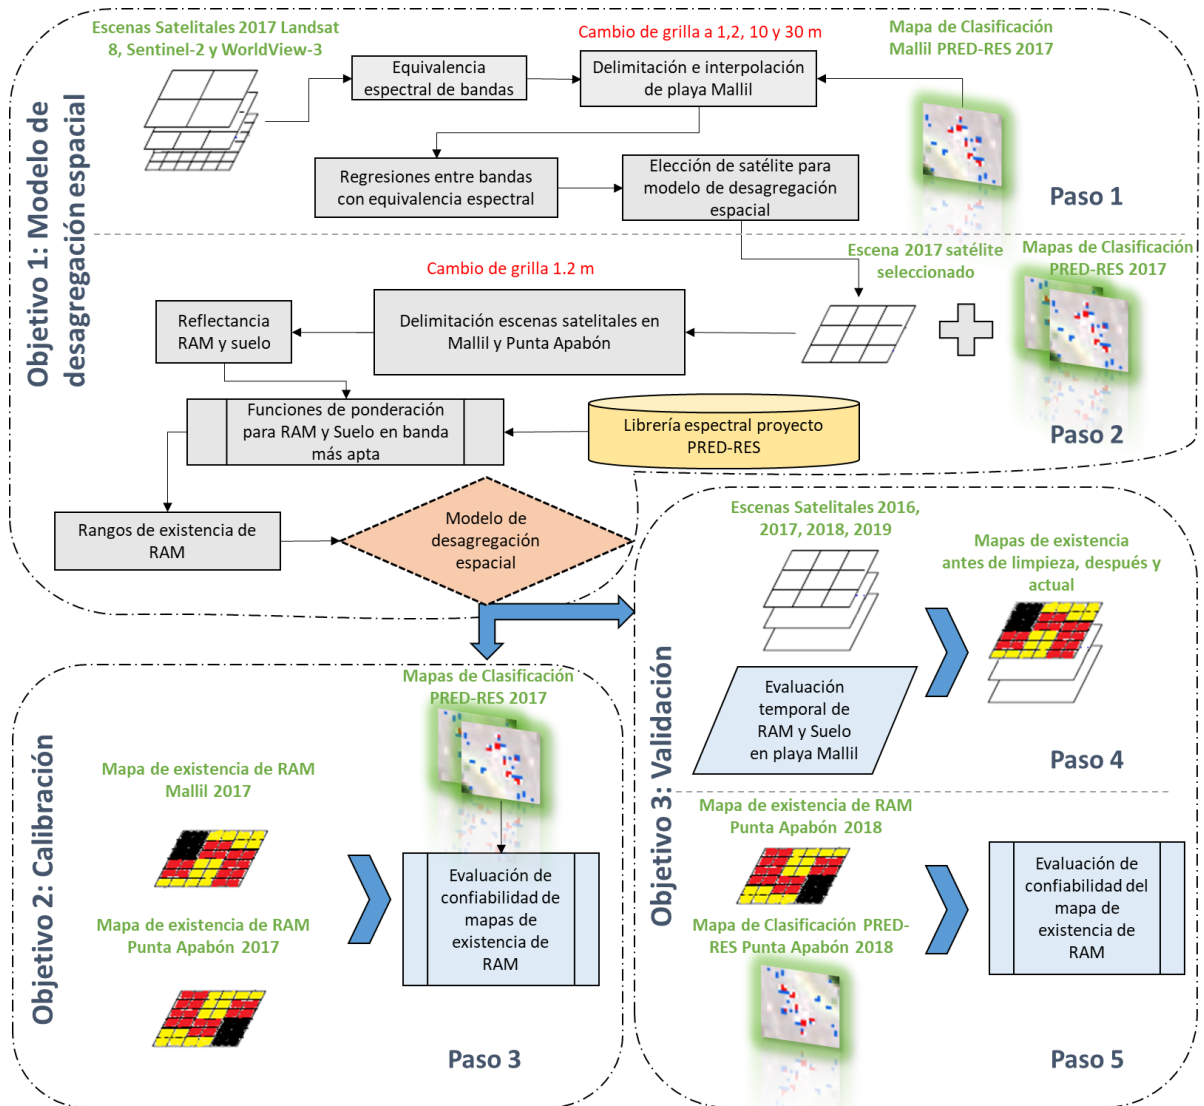 Objetivo 1: Modelo de
desagregación espacial
Escenas Satelitales 2017 Landsat
8, Sentinel-2 y WorldView-3
Equivalencia
espectral de bandas
Cambio de grilla a 1,2, 10 y 30 m
Delimitación e interpolación
de playa Mallil
Mapa de Clasificación
Mallil PRED-RES 2017
Regresiones entre bandas
con equivalencia espectral
Elección de satélite para
modelo de desagregación
espacial
Paso 1
Escena 2017 satélite
seleccionado
Mapas de Clasificación
PRED-RES 2017
Cambio de grilla 1.2 m
Reflectancia
RAM y suelo
Delimitación escenas satelitales en
Mallil y Punta Apabón
Funciones de ponderación
para RAM y Suelo en banda
más apta
Librería espectral proyecto
PRED-RES
Paso 2
Rangos de existencia de
RAM
Modelo de
desagregación
espacial
Objetivo 2: Calibración
Mapas de Clasificación
PRED-RES 2017
Mapa de existencia de RAM
Mallil 2017
Mapa de existencia de RAM
Punta Apabón 2017
Evaluación de
confiabilidad de
mapas de
existencia de
RAM
Paso 3
Objetivo 3: Validación
Escenas Satelitales 2016,
2017, 2018, 2019
Mapas de existencia
antes de limpieza, después y
actual
Evaluación
temporal de
RAM y Suelo
en playa Mallil
Paso 4
Mapa de existencia de RAM
Punta Apabón 2018
Mapa de Clasificación PRED-
RES Punta Apabón 2018
Evaluación de
confiabilidad del
mapa de
existencia de
RAM
Paso 5